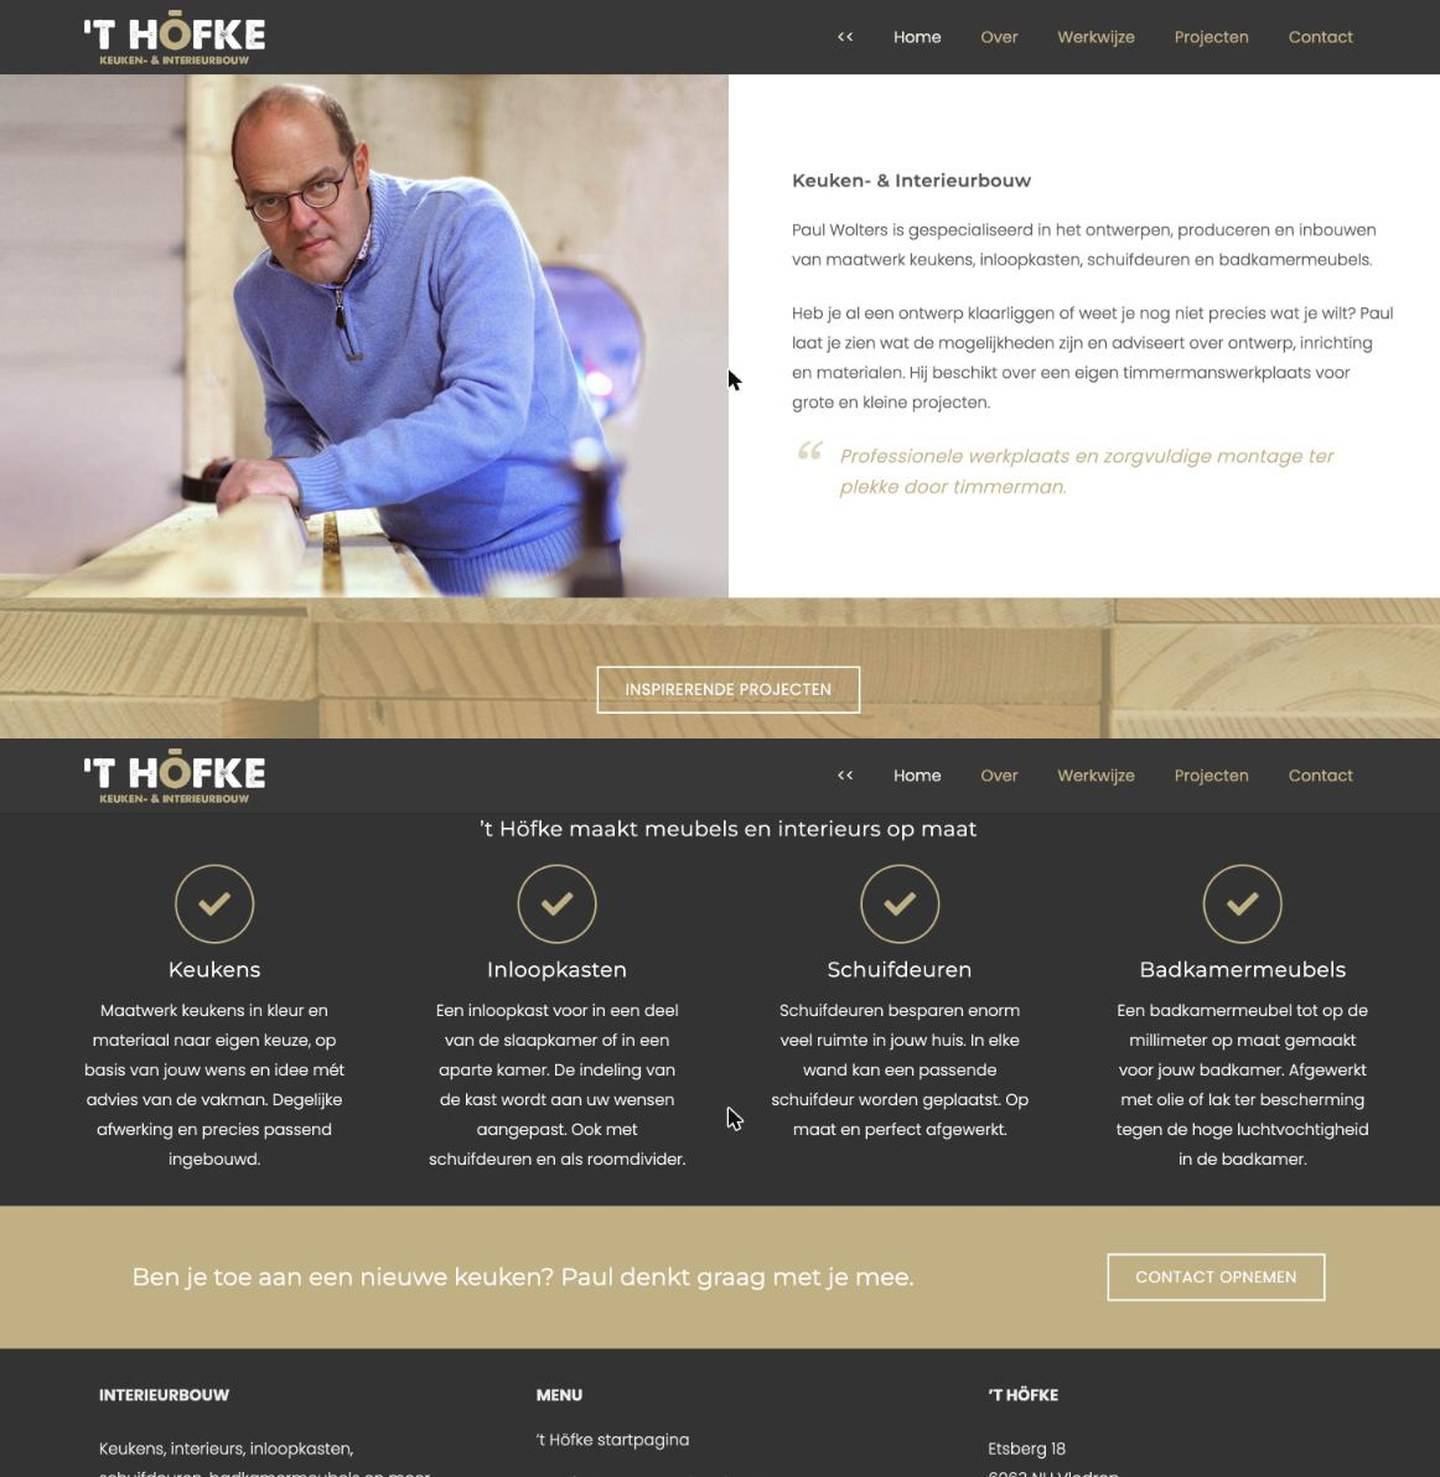 'T HÖFKE
KEUKEN- & INTERIEURBOUW
<< Home Over Werkwijze Projecten Contact
Keuken- & Interieurbouw
Paul Wolters is gespecialiseerd in het ontwerpen, produceren en inbouwen
van maatwerk keukens, inloopkasten, schuifdeuren en badkamermeubels.
Heb je al een ontwerp klaarliggen of weet je nog niet precies wat je wilt? Paul
laat je zien wat de mogelijkheden zijn en adviseert over ontwerp, inrichting
en materialen. Hij beschikt over een eigen timmermanswerkplaats voor
grote en kleine projecten.
“ Professionele werkplaats en zorgvuldige montage ter
plekke door timmerman.
INSPIRERENDE PROJECTEN
'T HÖFKE
KEUKEN- & INTERIEURBOUW
<< Home Over Werkwijze Projecten Contact
’t Höfke maakt meubels en interieurs op maat
Keukens
Maatwerk keukens in kleur en
materiaal naar eigen keuze, op
basis van jouw wens en idee mét
advies van de vakman. Degelijke
afwerking en precies passend
ingebouwd.
Inloopkasten
Een inloopkast voor in een deel
van de slaapkamer of in een
aparte kamer. De indeling van
de kast wordt aan uw wensen
aangepast. Ook met
schuifdeuren en als roomdivider.
Schuifdeuren
Schuifdeuren besparen enorm
veel ruimte in jouw huis. In elke
wand kan een passende
schuifdeur worden geplaatst. Op
maat en perfect afgewerkt.
Badkamermeubels
Een badkamermeubel tot op de
millimeter op maat gemaakt
voor jouw badkamer. Afgewerkt
met olie of lak ter bescherming
tegen de hoge luchtvochtigheid
in de badkamer.
Ben je toe aan een nieuwe keuken? Paul denkt graag met je mee.
CONTACT OPNEMEN
INTERIEURBOUW
Keukens, interieurs, inloopkasten,
schuifdeuren, badkamermeubels en meer
MENU
’t Höfke startpagina
’T HÖFKE
Etsberg 18
6063 NH Vlodrop